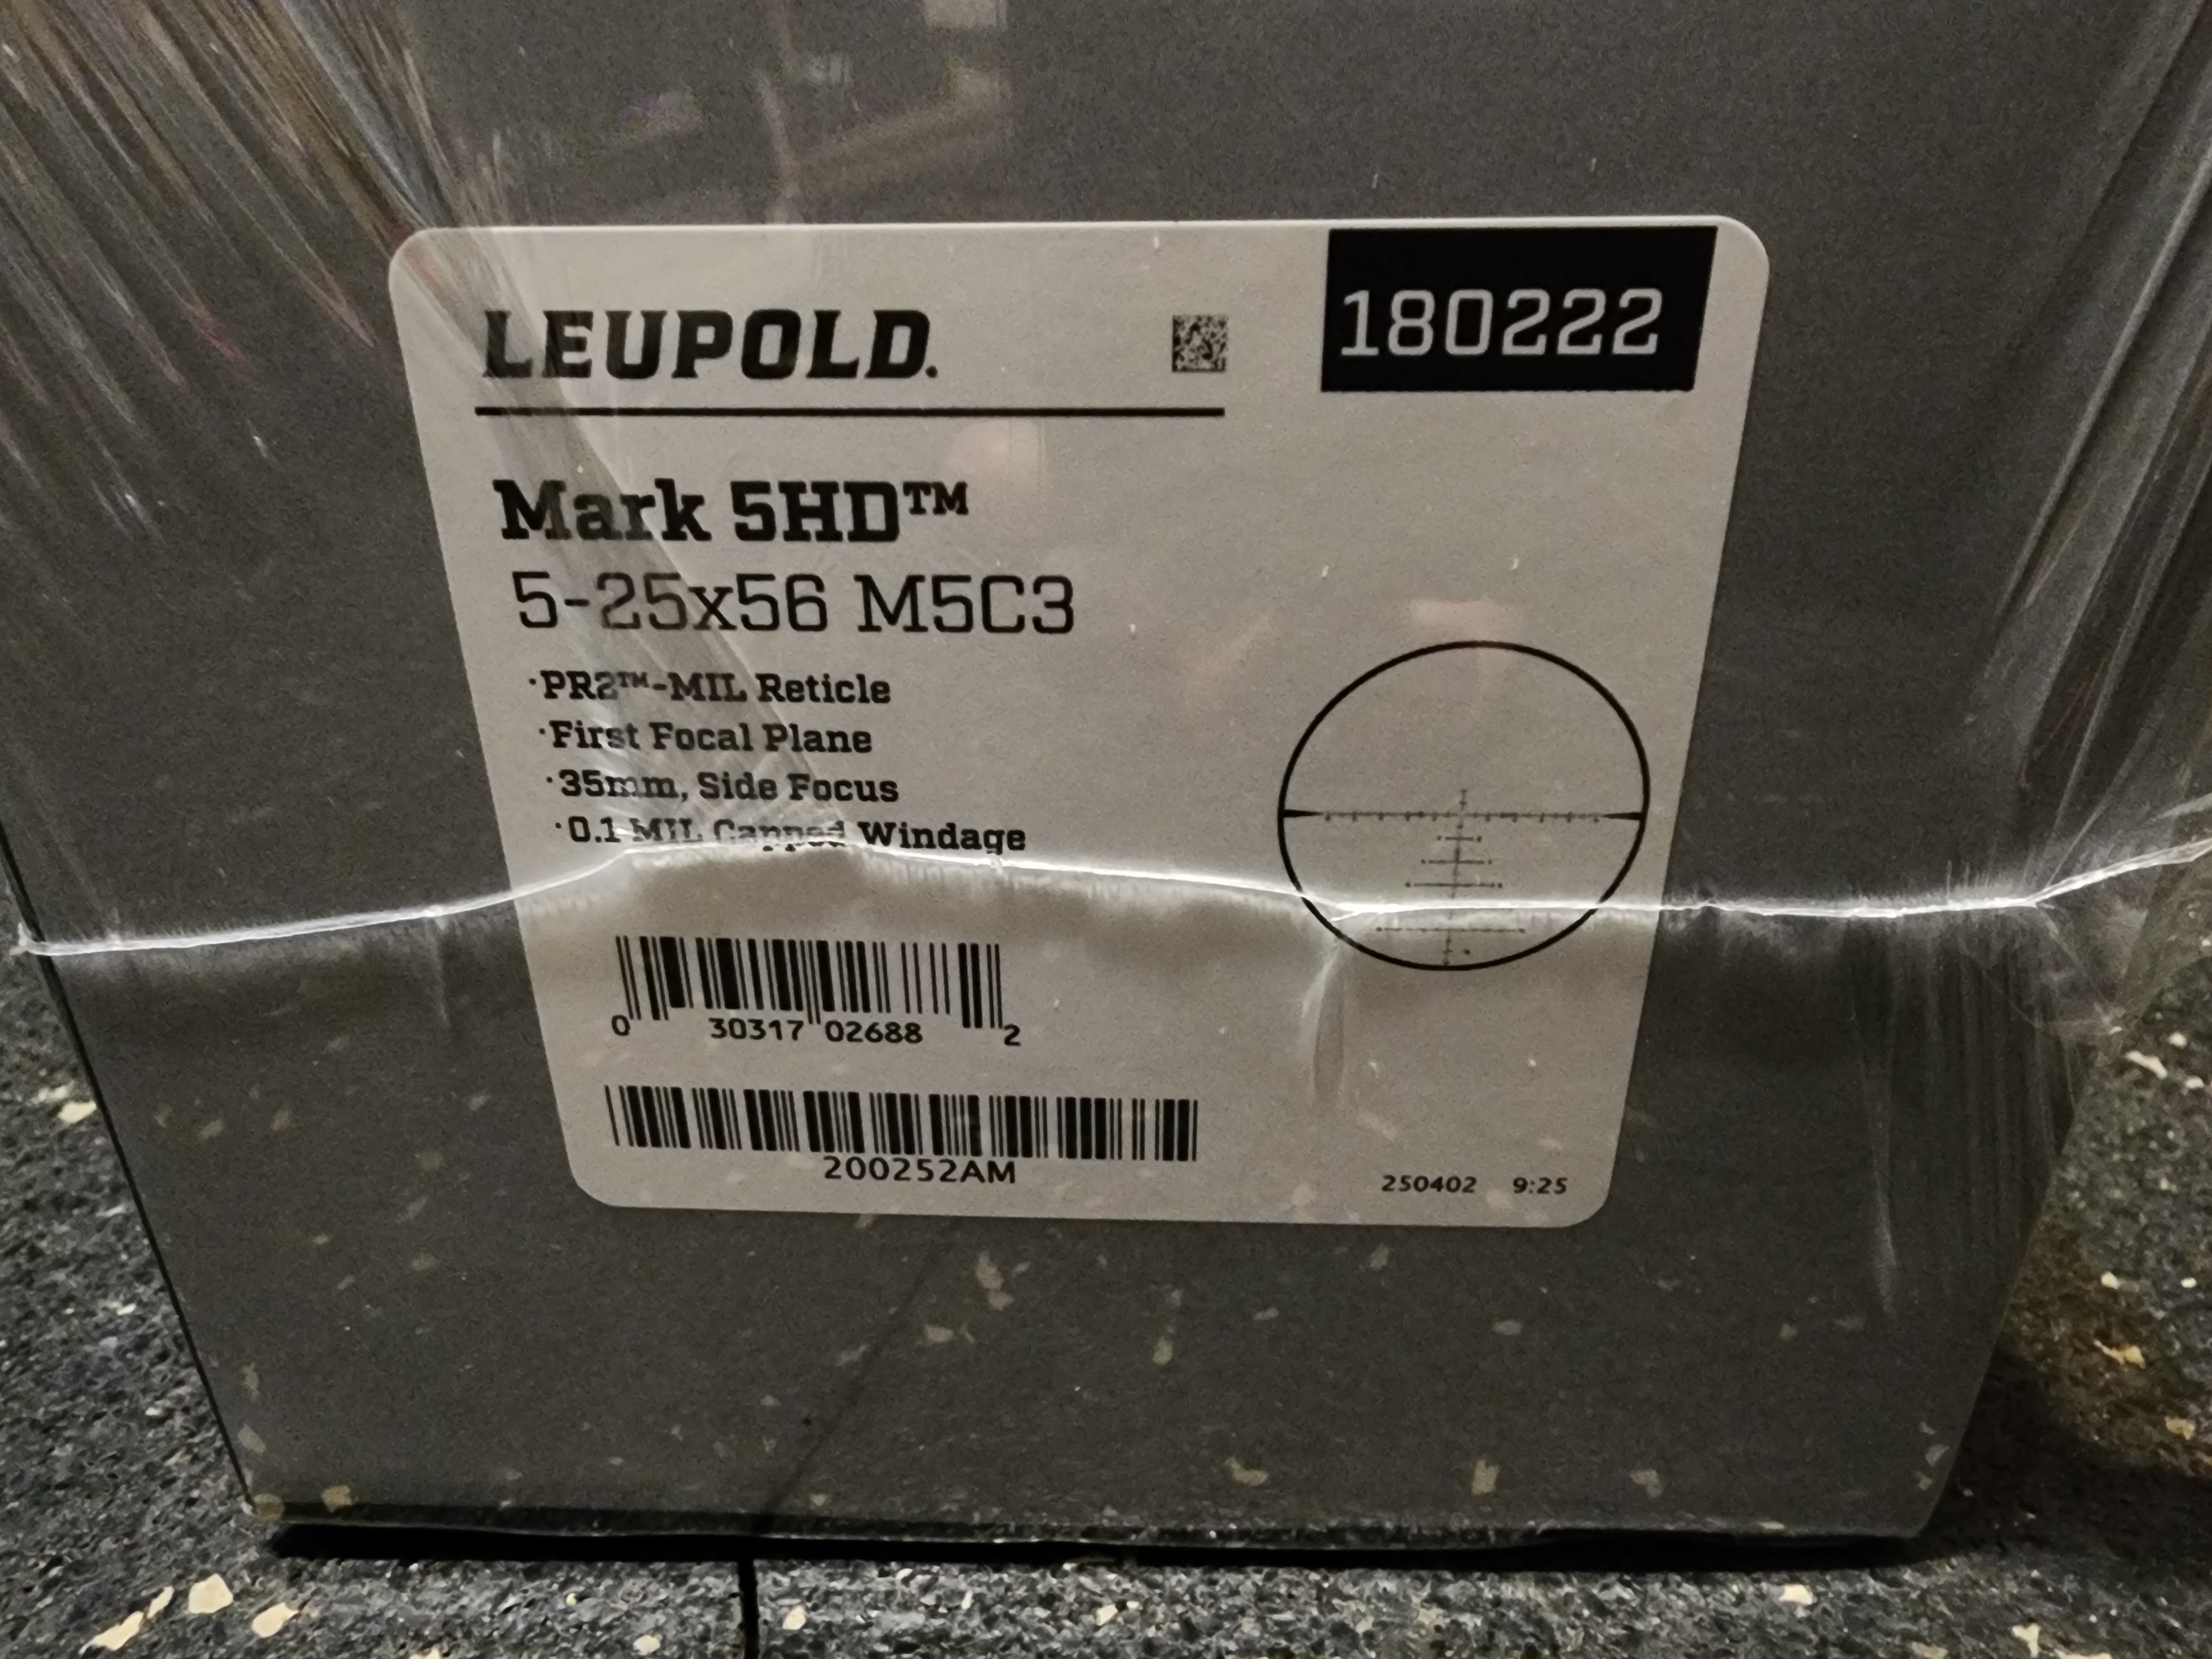 LEUPOLD.
180222
Mark 5HD™
5-25x56 M5C3
·PR2™-MIL Reticle
·First Focal Plane
·35mm, Side Focus
·0.1 MIL Capped Windage
0 30317 02688 2
200252AM
250402 9:25